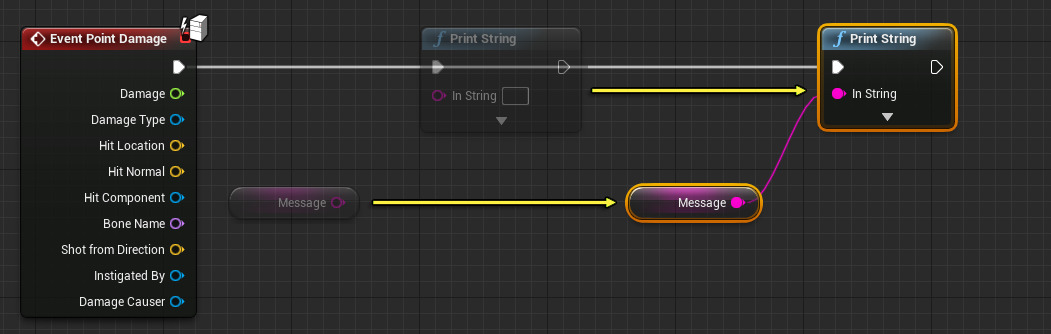 Event Point Damage
Damage
Damage Type
Hit Location
Hit Normal
Hit Component
Bone Name
Shot from Direction
Instigated By
Damage Causer
Print String
In String
Message
Print String
In String
Message